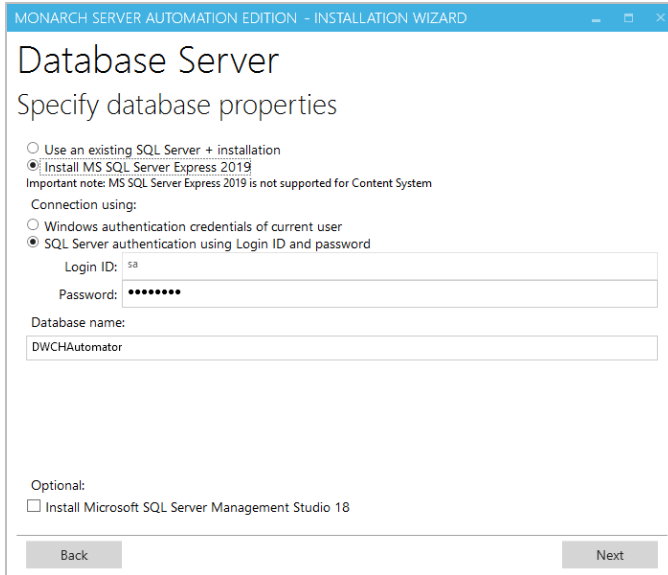 MONARCH SERVER AUTOMATION EDITION - INSTALLATION WIZARD
Database Server
Specify database properties
Use an existing SQL Server + installation
Install MS SQL Server Express 2019
Important note: MS SQL Server Express 2019 is not supported for Content System
Connection using:
Windows authentication credentials of current user
SQL Server authentication using Login ID and password
Login ID: sa
Password: ••••••••
Database name:
DWCHAutomator
Optional:
Install Microsoft SQL Server Management Studio 18
Back Next